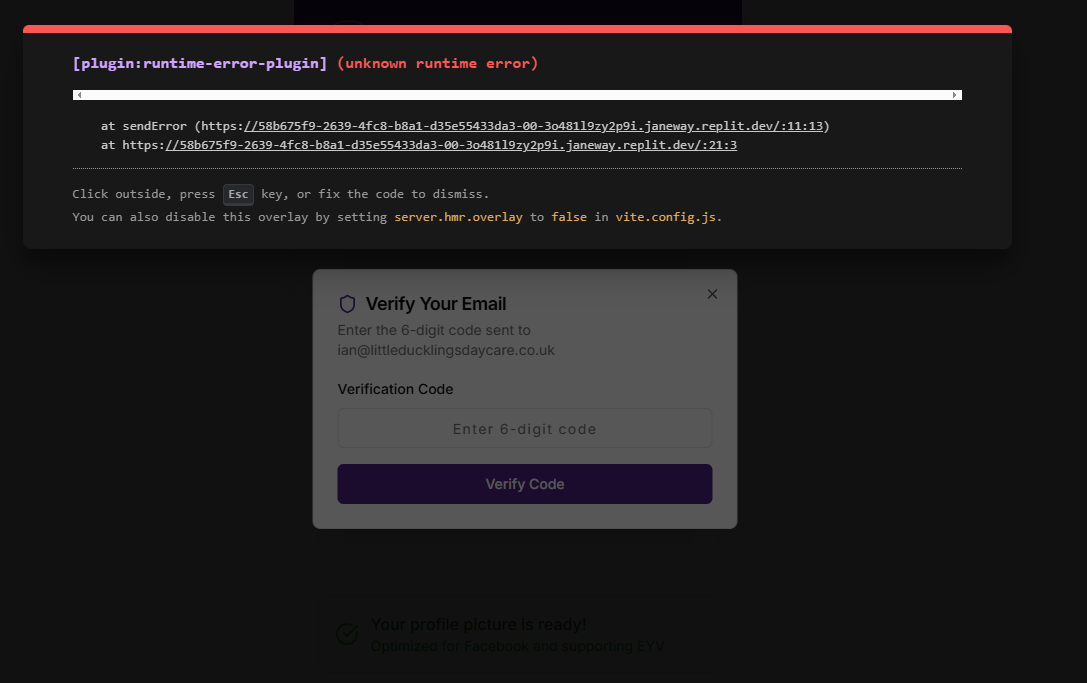 [plugin:runtime-error-plugin] (unknown runtime error)
at sendError (https://58b675f9-2639-4fc8-b8a1-d35e55433da3-00-3o481l9zy2p9i.janeway.replit.dev/:11:13)
at https://58b675f9-2639-4fc8-b8a1-d35e55433da3-00-3o481l9zy2p9i.janeway.replit.dev/:21:3
Click outside, press Esc key, or fix the code to dismiss.
You can also disable this overlay by setting server.hmr.overlay to false in vite.config.js.
Verify Your Email
Enter the 6-digit code sent to
ian@littleducklingsdaycare.co.uk
Verification Code
Enter 6-digit code
Verify Code
Your profile picture is ready!
Optimized for Facebook and supporting EYV